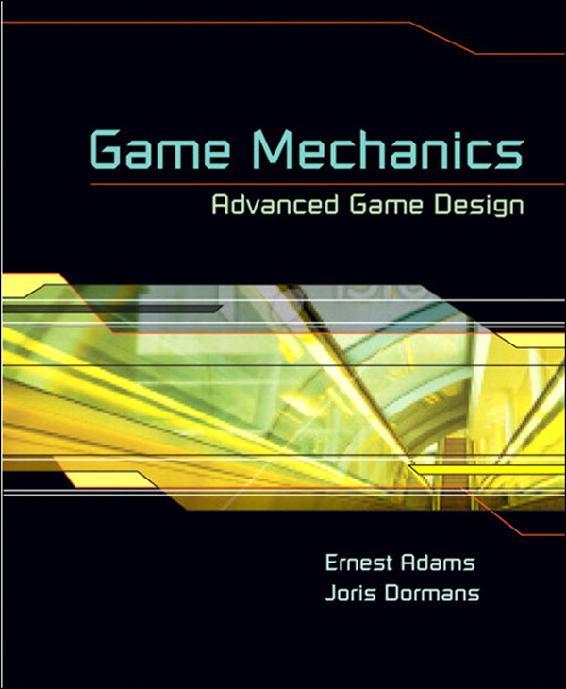 Game Mechanics
Advanced Game Design
Ernest Adams
Joris Dormans